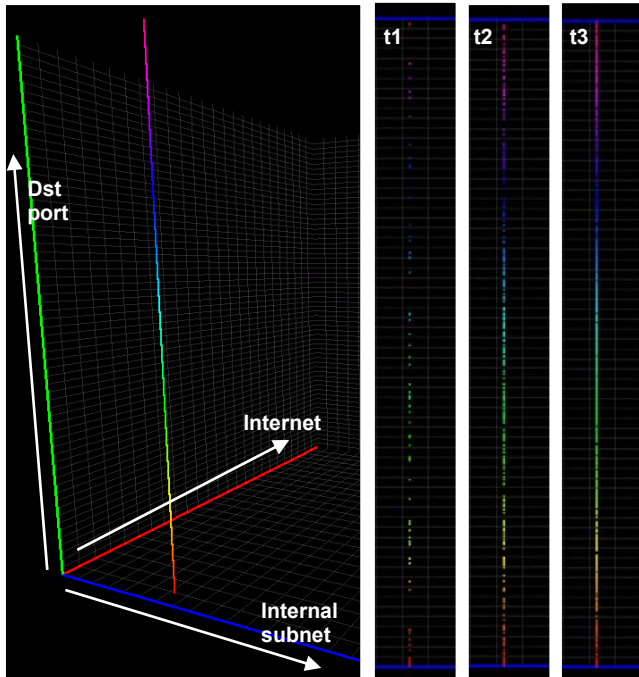 t1
t2
t3
Dst
port
Internet
Internal
subnet